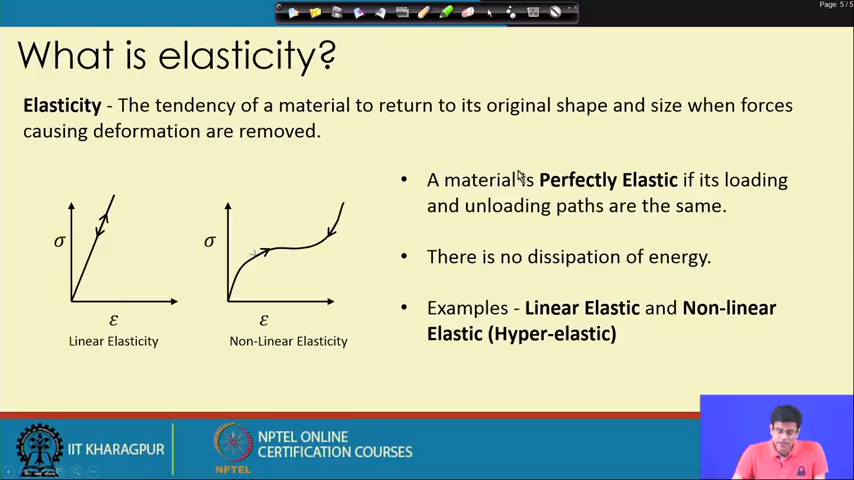 Page: 5 / 5
What is elasticity?
Elasticity - The tendency of a material to return to its original shape and size when forces
causing deformation are removed.
σ
ε
Linear Elasticity
σ
ε
Non-Linear Elasticity
• A material is Perfectly Elastic if its loading
and unloading paths are the same.
• There is no dissipation of energy.
• Examples - Linear Elastic and Non-linear
Elastic (Hyper-elastic)
IIT KHARAGPUR
NPTEL
NPTEL ONLINE
CERTIFICATION COURSES